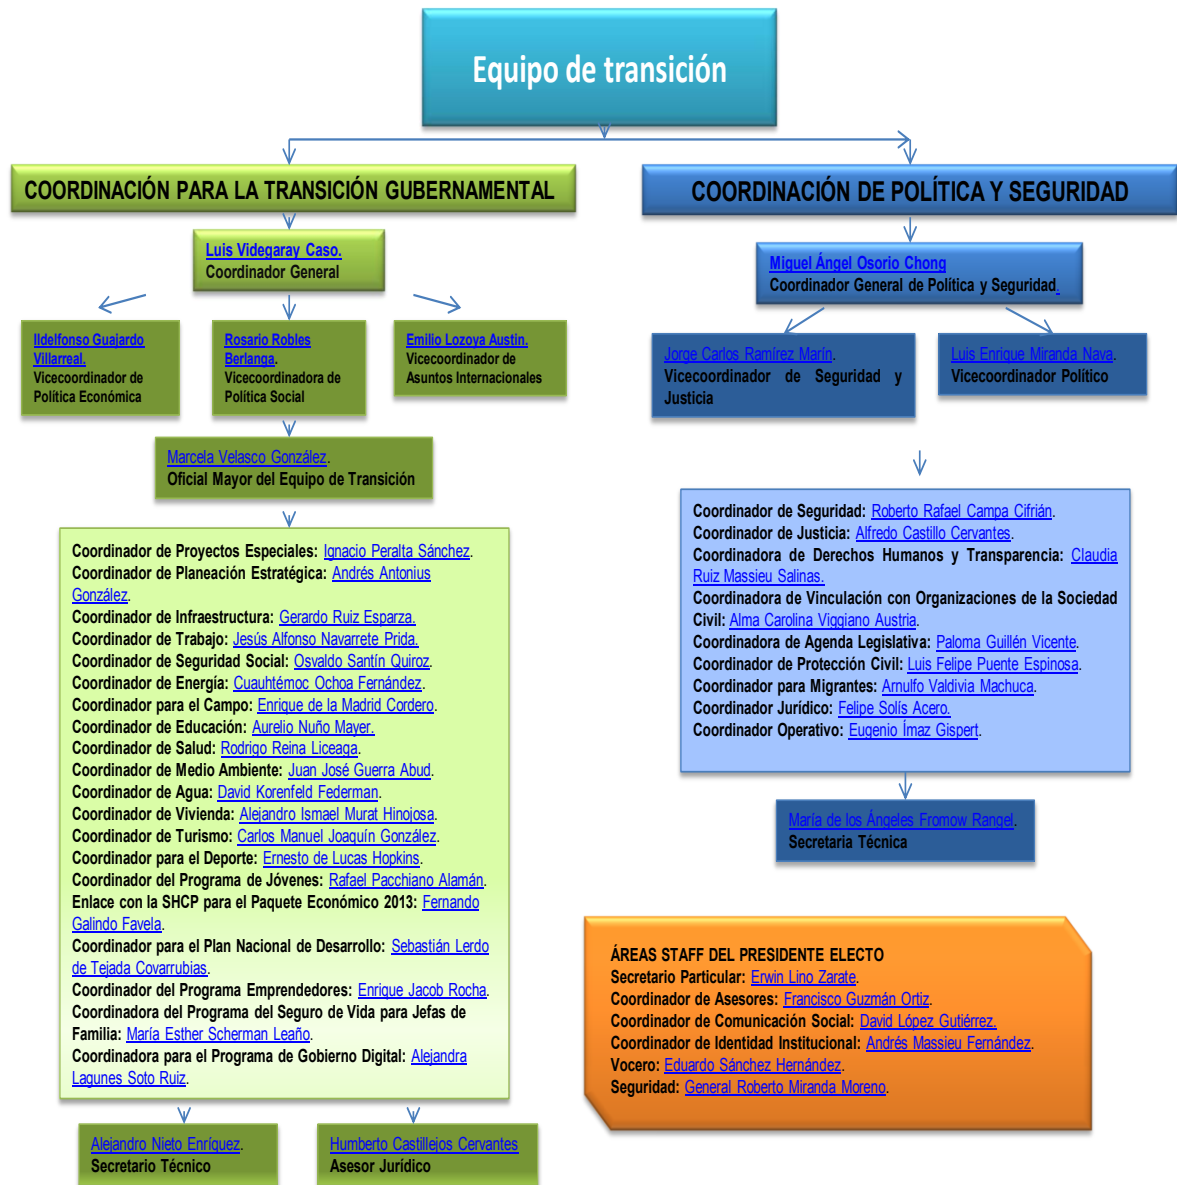 Equipo de transición
COORDINACIÓN PARA LA TRANSICIÓN GUBERNAMENTAL
Luis Videgaray Caso.
Coordinador General
Ildelfonso Guajardo
Villarreal.
Vicecoordinador de
Política Económica
Rosario Robles
Berlanga.
Vicecoordinadora de
Política Social
Emilio Lozoya Austin.
Vicecoordinador de
Asuntos Internacionales
Marcela Velasco González.
Oficial Mayor del Equipo de Transición
Coordinador de Proyectos Especiales: Ignacio Peralta Sánchez.
Coordinador de Planeación Estratégica: Andrés Antonius
González.
Coordinador de Infraestructura: Gerardo Ruiz Esparza.
Coordinador de Trabajo: Jesús Alfonso Navarrete Prida.
Coordinador de Seguridad Social: Osvaldo Santín Quiroz.
Coordinador de Energía: Cuauhtémoc Ochoa Fernández.
Coordinador para el Campo: Enrique de la Madrid Cordero.
Coordinador de Educación: Aurelio Nuño Mayer.
Coordinador de Salud: Rodrigo Reina Liceaga.
Coordinador de Medio Ambiente: Juan José Guerra Abud.
Coordinador de Agua: David Korenfeld Federman.
Coordinador de Vivienda: Alejandro Ismael Murat Hinojosa.
Coordinador de Turismo: Carlos Manuel Joaquín González.
Coordinador para el Deporte: Ernesto de Lucas Hopkins.
Coordinador del Programa de Jóvenes: Rafael Pacchiano Alamán.
Enlace con la SHCP para el Paquete Económico 2013: Fernando
Galindo Favela.
Coordinador para el Plan Nacional de Desarrollo: Sebastián Lerdo
de Tejada Covarrubias.
Coordinador del Programa Emprendedores: Enrique Jacob Rocha.
Coordinadora del Programa del Seguro de Vida para Jefas de
Familia: María Esther Scherman Leaño.
Coordinadora para el Programa de Gobierno Digital: Alejandra
Lagunes Soto Ruiz.
Alejandro Nieto Enríquez.
Secretario Técnico
Humberto Castillejos Cervantes
Asesor Jurídico
COORDINACIÓN DE POLÍTICA Y SEGURIDAD
Miguel Ángel Osorio Chong
Coordinador General de Política y Seguridad.
Jorge Carlos Ramírez Marín.
Vicecoordinador de Seguridad y
Justicia
Luis Enrique Miranda Nava.
Vicecoordinador Político
Coordinador de Seguridad: Roberto Rafael Campa Cifrián.
Coordinador de Justicia: Alfredo Castillo Cervantes.
Coordinadora de Derechos Humanos y Transparencia: Claudia
Ruiz Massieu Salinas.
Coordinadora de Vinculación con Organizaciones de la Sociedad
Civil: Alma Carolina Viggiano Austria.
Coordinadora de Agenda Legislativa: Paloma Guillén Vicente.
Coordinador de Protección Civil: Luis Felipe Puente Espinosa.
Coordinador para Migrantes: Arnulfo Valdivia Machuca.
Coordinador Jurídico: Felipe Solís Acero.
Coordinador Operativo: Eugenio Ímaz Gispert.
María de los Ángeles Fromow Rangel.
Secretaria Técnica
ÁREAS STAFF DEL PRESIDENTE ELECTO
Secretario Particular: Erwin Lino Zarate.
Coordinador de Asesores: Francisco Guzmán Ortiz.
Coordinador de Comunicación Social: David López Gutiérrez.
Coordinador de Identidad Institucional: Andrés Massieu Fernández.
Vocero: Eduardo Sánchez Hernández.
Seguridad: General Roberto Miranda Moreno.